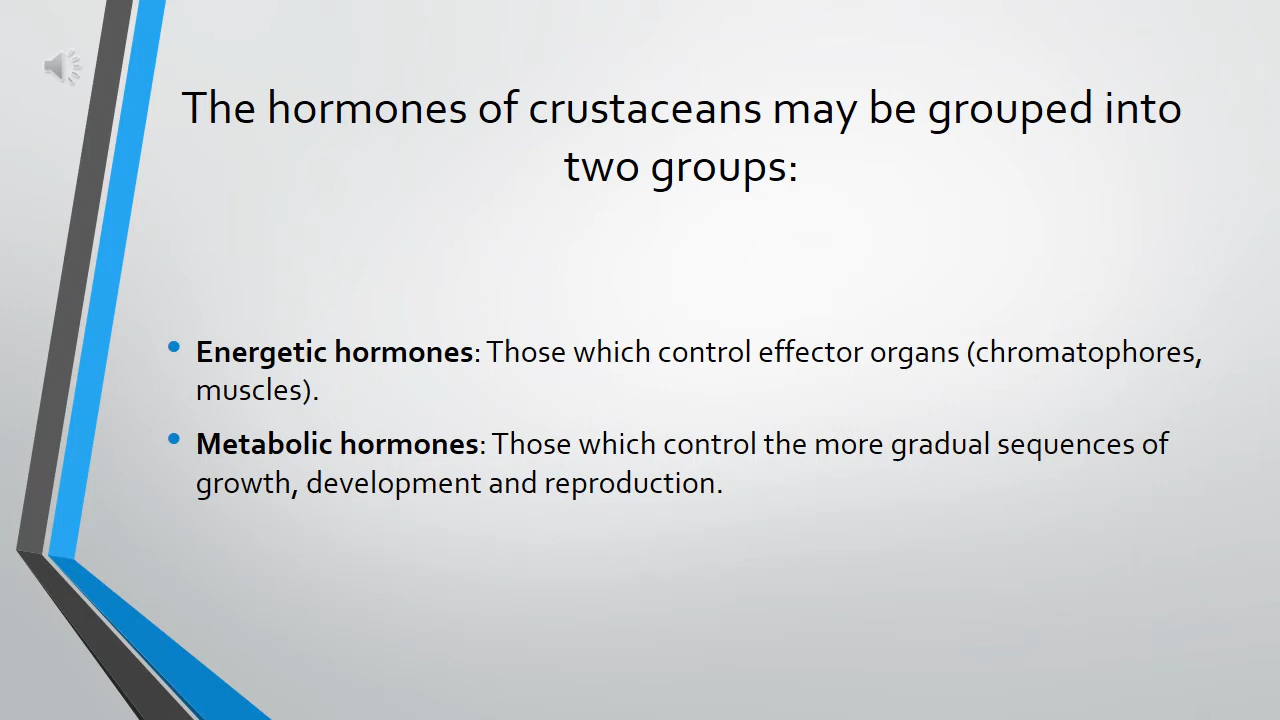 The hormones of crustaceans may be grouped into
two groups:
• Energetic hormones: Those which control effector organs (chromatophores,
muscles).
• Metabolic hormones: Those which control the more gradual sequences of
growth, development and reproduction.